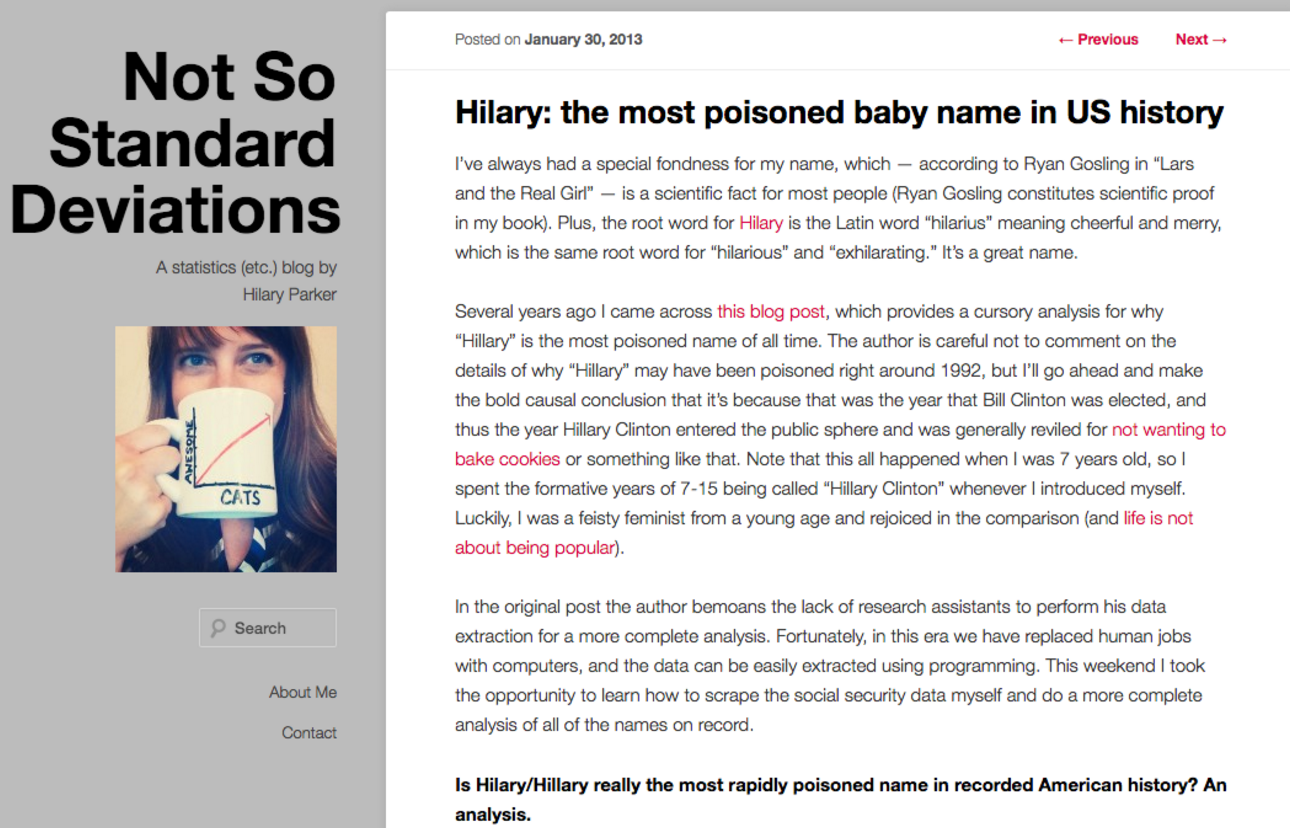 Not So
Standard
Deviations
A statistics (etc.) blog by
Hilary Parker
AWESOME
CATS
Search
About Me
Contact
Posted on January 30, 2013
← Previous
Next →
Hilary: the most poisoned baby name in US history
I’ve always had a special fondness for my name, which — according to Ryan Gosling in “Lars
and the Real Girl” — is a scientific fact for most people (Ryan Gosling constitutes scientific proof
in my book). Plus, the root word for Hilary is the Latin word “hilarius” meaning cheerful and merry,
which is the same root word for “hilarious” and “exhilarating.” It’s a great name.
Several years ago I came across this blog post, which provides a cursory analysis for why
“Hillary” is the most poisoned name of all time. The author is careful not to comment on the
details of why “Hillary” may have been poisoned right around 1992, but I’ll go ahead and make
the bold causal conclusion that it’s because that was the year that Bill Clinton was elected, and
thus the year Hillary Clinton entered the public sphere and was generally reviled for not wanting to
bake cookies or something like that. Note that this all happened when I was 7 years old, so I
spent the formative years of 7-15 being called “Hillary Clinton” whenever I introduced myself.
Luckily, I was a feisty feminist from a young age and rejoiced in the comparison (and life is not
about being popular).
In the original post the author bemoans the lack of research assistants to perform his data
extraction for a more complete analysis. Fortunately, in this era we have replaced human jobs
with computers, and the data can be easily extracted using programming. This weekend I took
the opportunity to learn how to scrape the social security data myself and do a more complete
analysis of all of the names on record.
Is Hilary/Hillary really the most rapidly poisoned name in recorded American history? An
analysis.